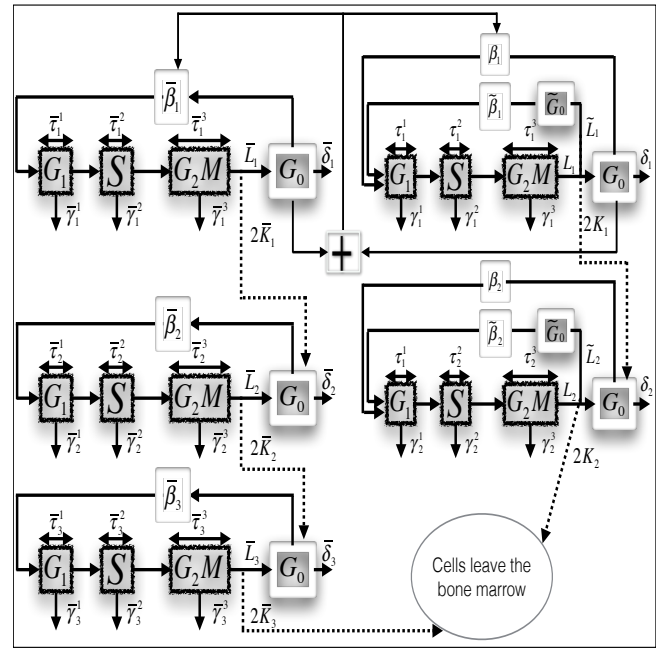 β̄₁
τ̄₁¹ τ̄₁² τ̄₁³
G₁ S G₂M L̄₁ G₀ δ̄₁
γ̄₁¹ γ̄₁² γ̄₁³
2K̄₁
+
β₁
β̃₁ G̃₀
τ₁¹ τ₁² τ₁³ L̃₁
G₁ S G₂M L₁ G₀ δ₁
γ₁¹ γ₁² γ₁³ 2K₁
β̄₂
τ̄₂¹ τ̄₂² τ̄₂³
G₁ S G₂M L̄₂ G₀ δ̄₂
γ̄₂¹ γ̄₂² γ̄₂³
2K̄₂
β₂
β̃₂ G̃₀
τ₁¹ τ₂² τ₂³ L̃₂
G₁ S G₂M L₂ G₀ δ₂
γ₂¹ γ₂² γ₂³ 2K₂
β̄₃
τ̄₃¹ τ̄₃² τ̄₃³
G₁ S G₂M L̄₃ G₀ δ̄₃
γ̄₃¹ γ̄₃² γ̄₃³
2K̄₃
Cells leave the
bone marrow